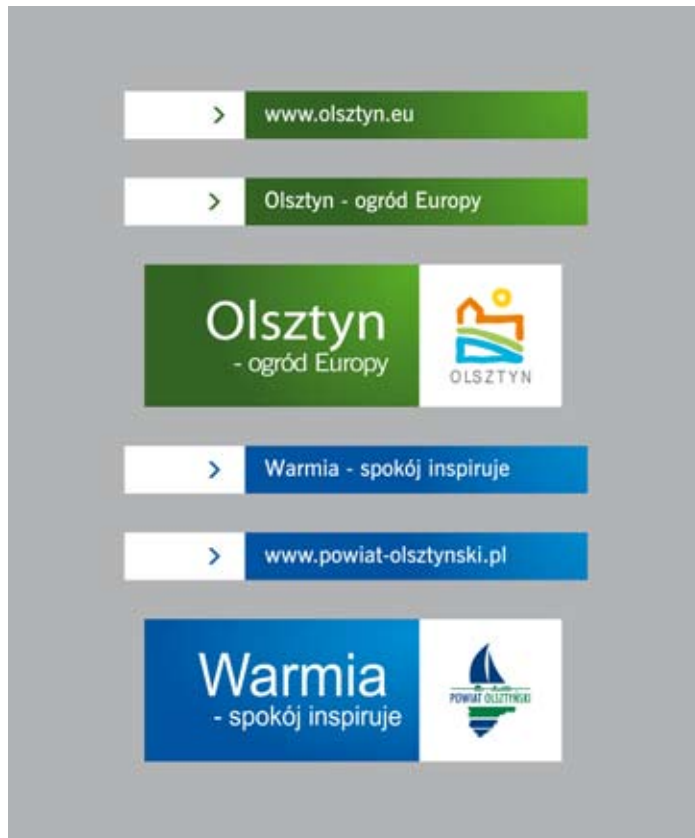 > www.olsztyn.eu
> Olsztyn - ogród Europy
Olsztyn
- ogród Europy
OLSZTYN
> Warmia - spokój inspiruje
> www.powiat-olsztynski.pl
Warmia
- spokój inspiruje
POWIAT OLSZTYŃSKI